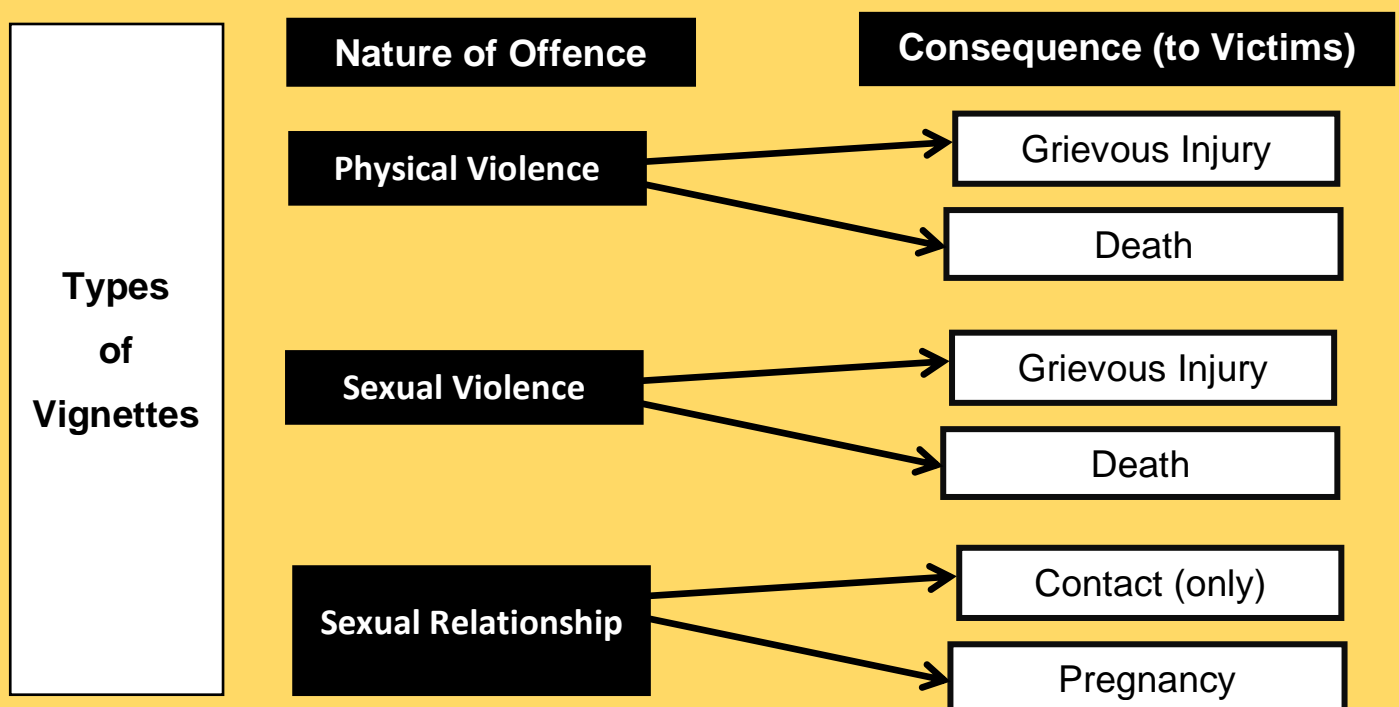 Types
of
Vignettes
Nature of Offence
Consequence (to Victims)
Physical Violence
Grievous Injury
Death
Sexual Violence
Grievous Injury
Death
Sexual Relationship
Contact (only)
Pregnancy